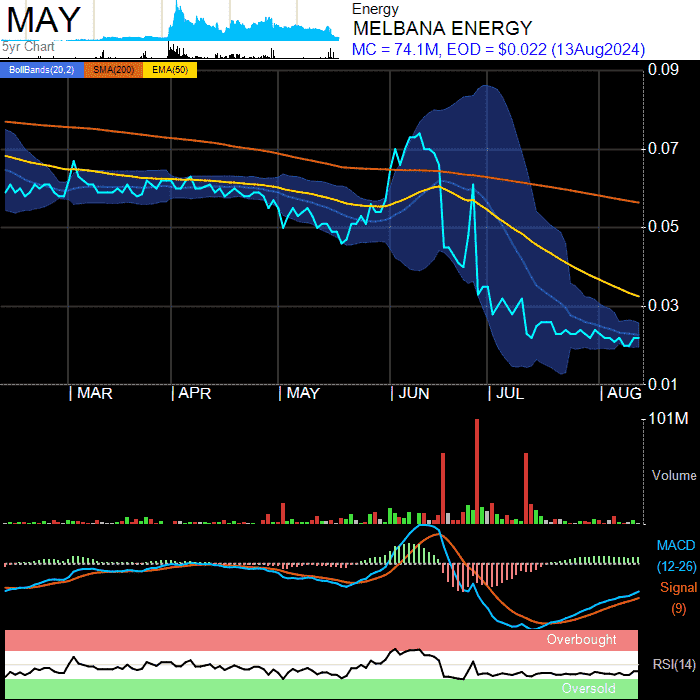 MAY
5yr Chart
Energy
MELBANA ENERGY
MC = 74.1M, EOD = $0.022 (13Aug2024)
BollBands(20,2) SMA(200) EMA(50)
0.09
0.07
0.05
0.03
0.01
MAR APR MAY JUN JUL AUG
101M
Volume
MACD
(12-26)
Signal
(9)
Overbought
RSI(14)
Oversold